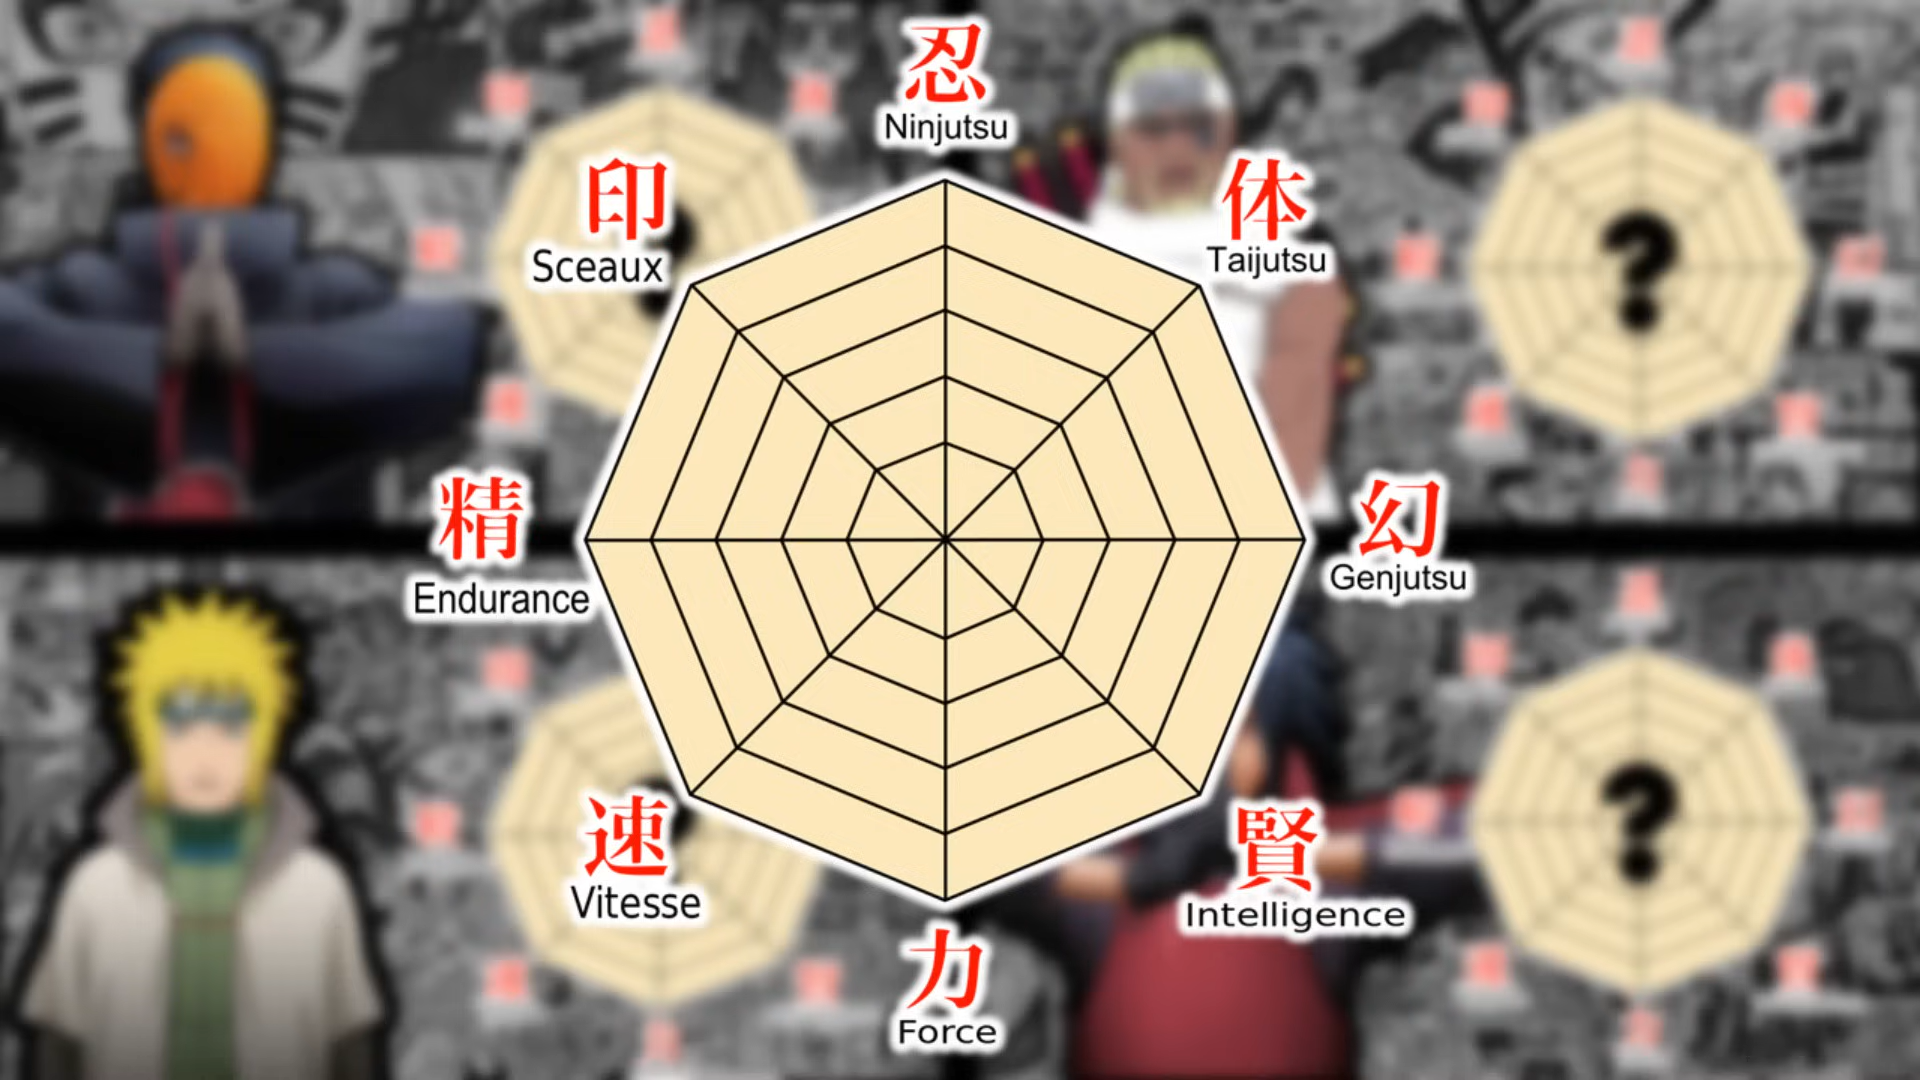 忍
Ninjutsu
印
Sceaux
体
Taijutsu
精
Endurance
幻
Genjutsu
速
Vitesse
賢
Intelligence
力
Force
?
?